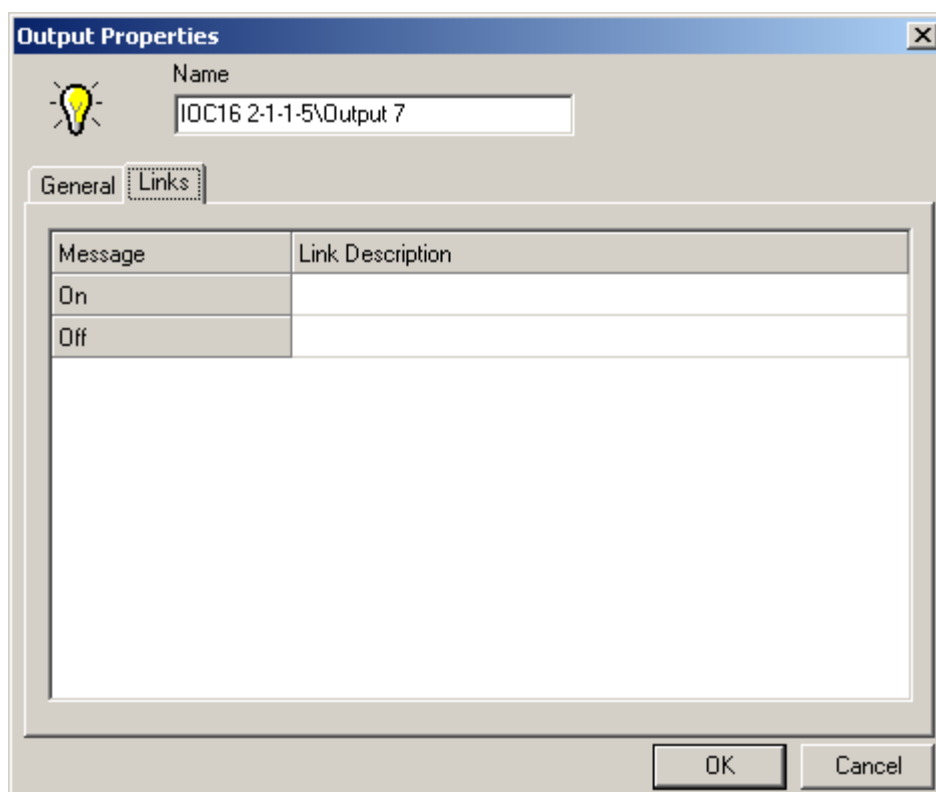 Output Properties
Name
IOC16 2-1-1-5\Output 7
General Links
Message Link Description
On
Off
OK Cancel